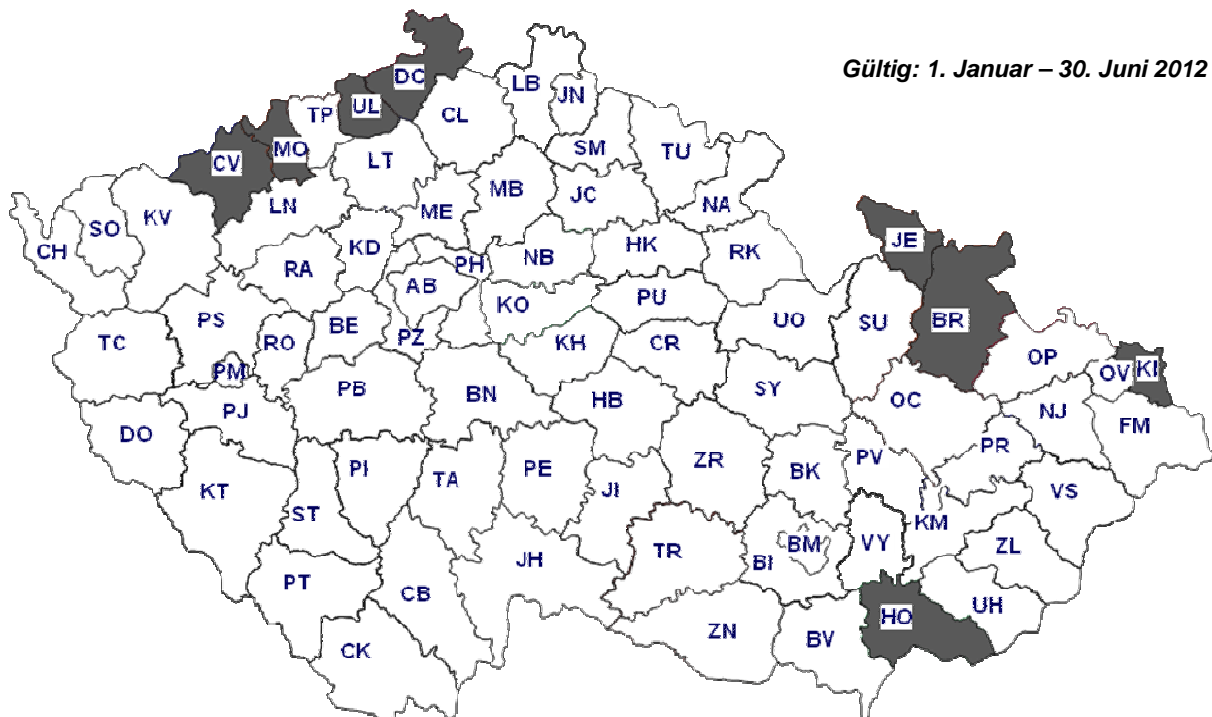 Gültig: 1. Januar – 30. Juni 2012
DC
LB
JN
UL
TP
CL
MO
CV
LT
SM
TU
MB
JC
NA
LN
ME
KV
SO
CH
KD
HK
RK
JE
RA
PH
NB
AB
KO
PU
PS
BE
PZ
RO
UO
SU
BR
TC
KH
CR
OP
OV
KI
PM
PB
BN
HB
SY
OC
PJ
NJ
FM
DO
PI
PE
ZR
BK
PV
PR
KT
TA
JI
VS
ST
KM
TR
BI
BM
VY
ZL
JH
PT
CB
UH
HO
ZN
BV
CK